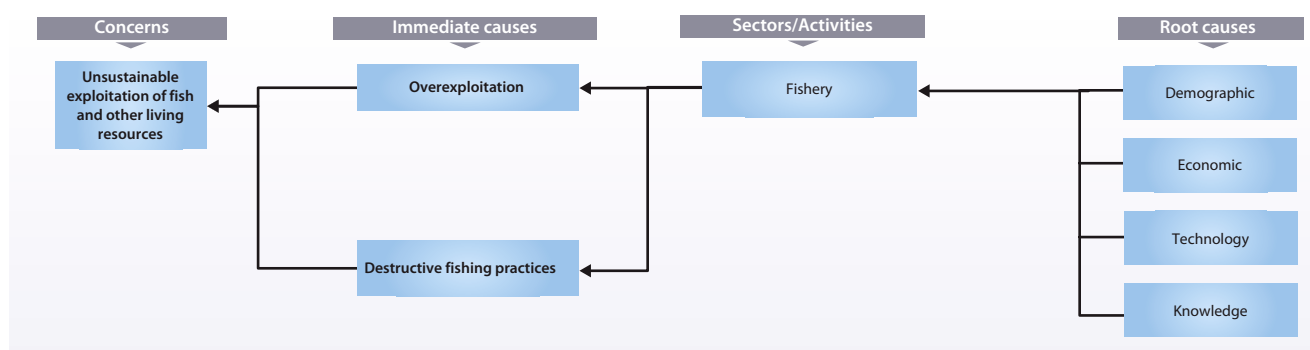 Concerns
Immediate causes
Sectors/Activities
Root causes
Unsustainable
exploitation of fish
and other living
resources
Overexploitation
Destructive fishing practices
Fishery
Demographic
Economic
Technology
Knowledge